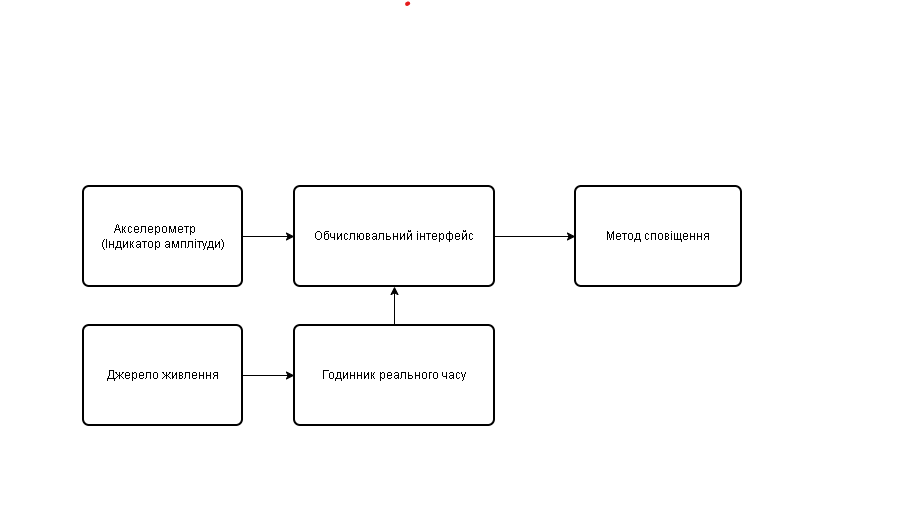 Акселерометр
(Індикатор амплітуди)
Обчислювальний інтерфейс
Метод сповіщення
Джерело живлення
Годинник реального часу